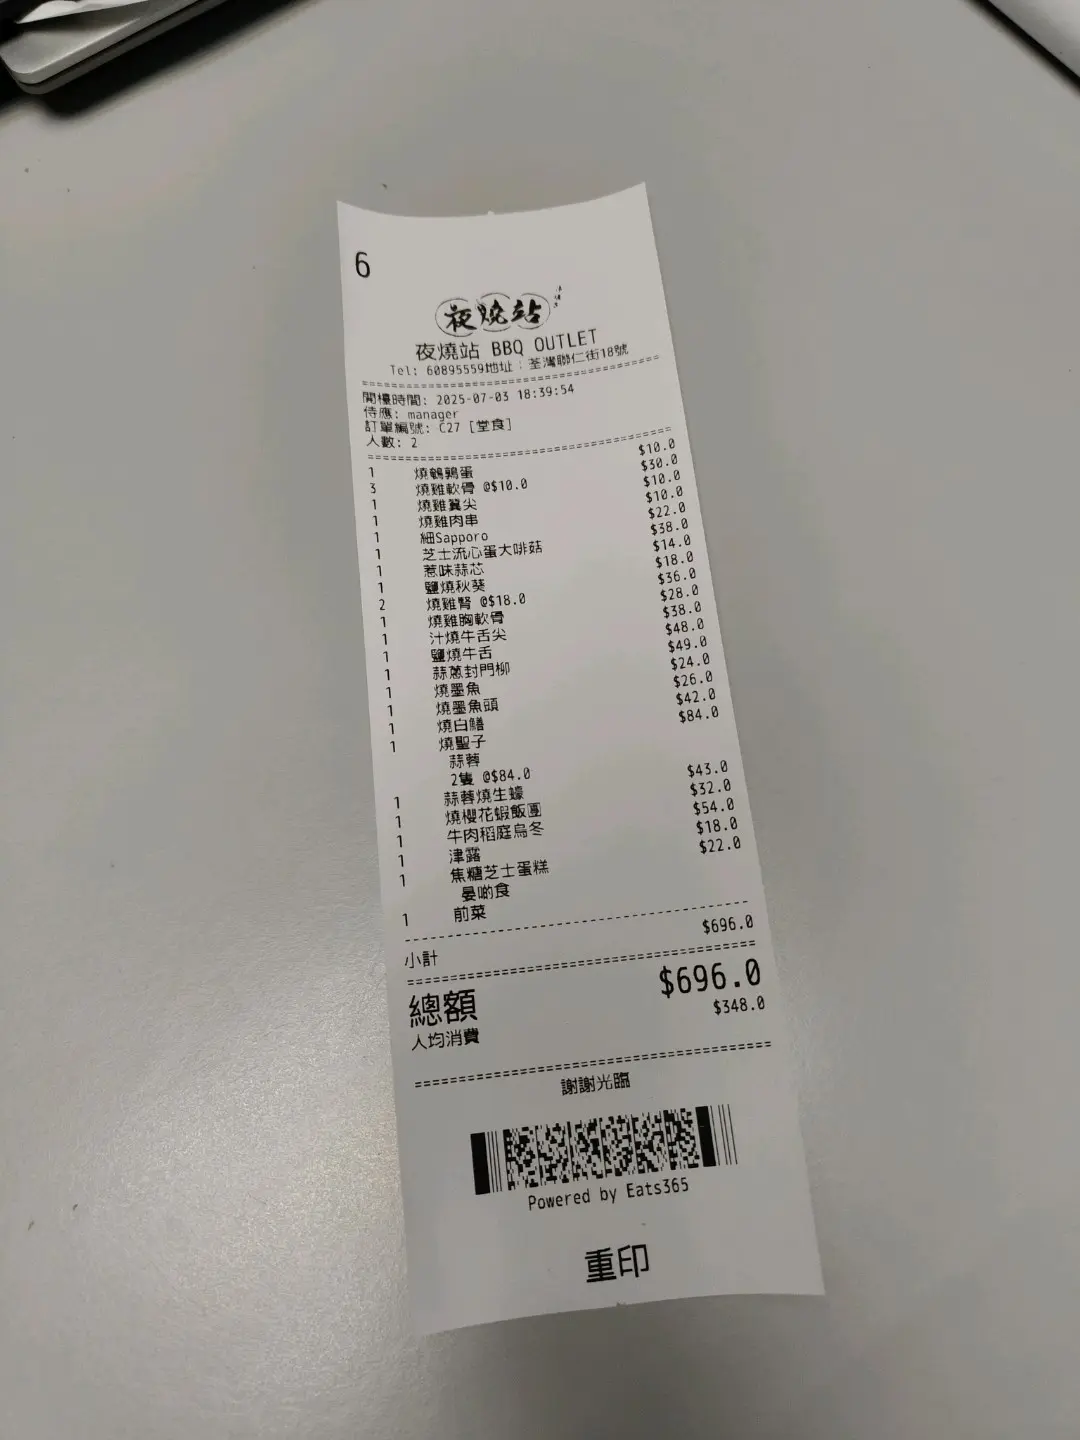 6
夜燒站
夜燒站 BBQ OUTLET
Tel: 60895559地址：荃灣聯仁街18號
開檯時間: 2025-07-03 18:39:54
侍應: manager
訂單編號: C27 [堂食]
人數: 2
1 燒鵪鶉蛋 $10.0
3 燒雞軟骨 @$10.0 $30.0
1 燒雞翼尖 $10.0
1 燒雞肉串 $10.0
1 細Sapporo $22.0
1 芝士流心蛋大啡菇 $38.0
1 惹味蒜芯 $14.0
1 鹽燒秋葵 $18.0
2 燒雞腎 @$18.0 $36.0
1 燒雞胸軟骨 $28.0
1 汁燒牛舌尖 $38.0
1 鹽燒牛舌 $48.0
1 蒜蔥封門柳 $49.0
1 燒墨魚 $24.0
1 燒墨魚頭 $26.0
1 燒白鱔 $42.0
1 燒聖子 $84.0
蒜蓉
2隻 @$84.0
1 蒜蓉燒生蠔 $43.0
1 燒櫻花蝦飯團 $32.0
1 牛肉稻庭烏冬 $54.0
1 津露 $18.0
1 焦糖芝士蛋糕 $22.0
晏啲食
1 前菜
小計 $696.0
總額 $696.0
人均消費 $348.0
謝謝光臨
Powered by Eats365
重印